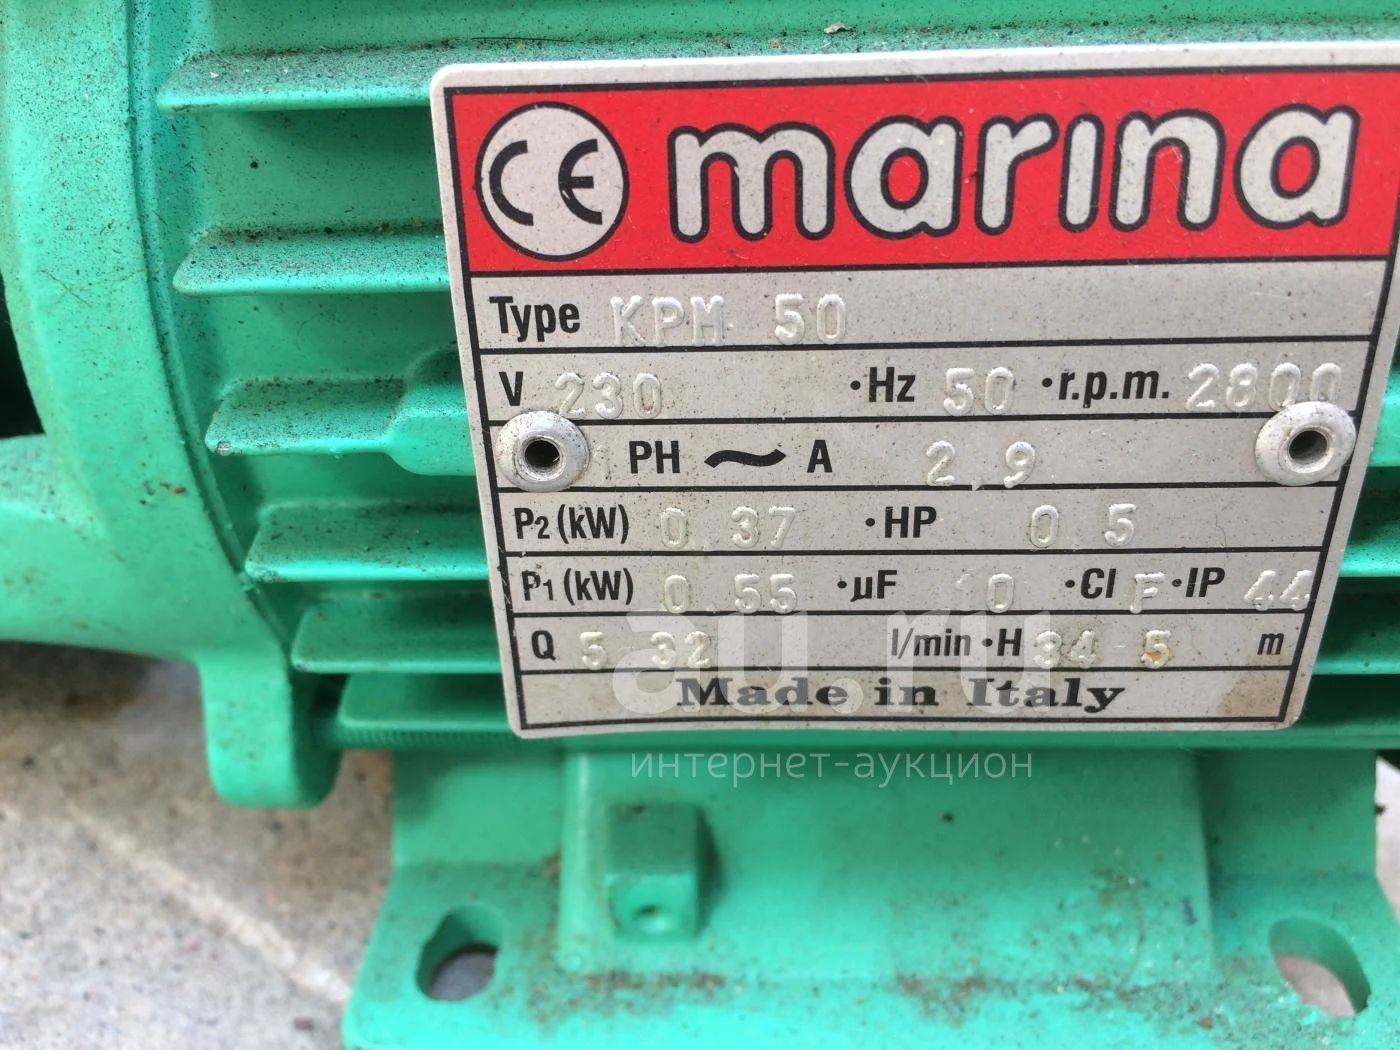 CE marina
Type KPM 50
V 230 ·Hz 50 ·r.p.m. 2800
PH ~ A 2,9
P2 (kW) 0,37 ·HP 0,5
P1 (kW) 0,55 ·µF 10 ·Cl F ·IP 44
Q 5-32 l/min ·H 34-5 m
Made in Italy
au.ru
интернет-аукцион